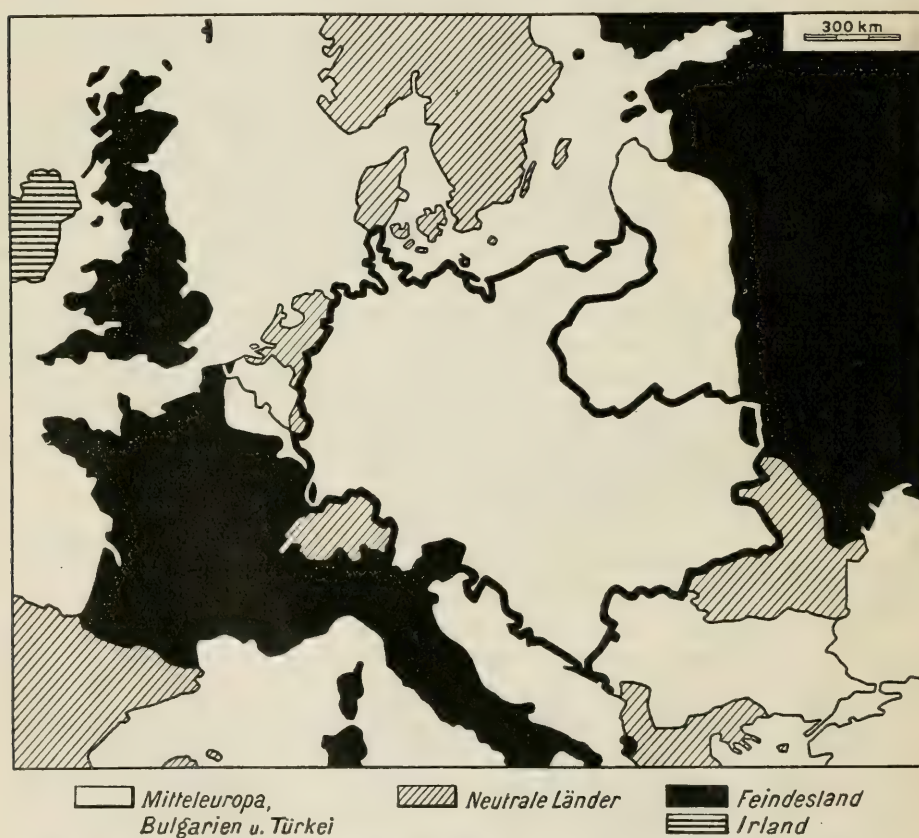 300 km
Mitteleuropa,
Bulgarien u. Türkei
Neutrale Länder
Feindesland
Irland